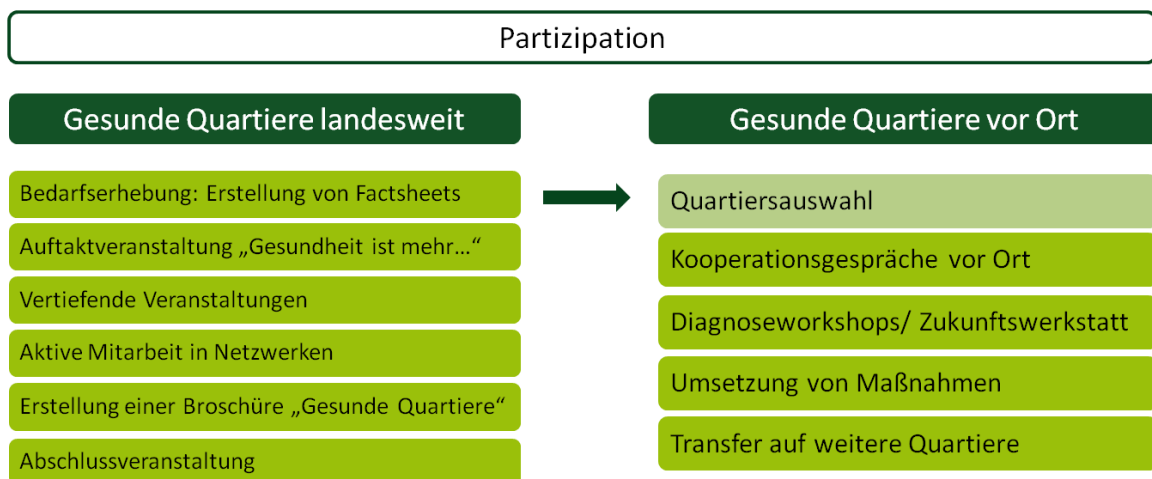 Partizipation
Gesunde Quartiere landesweit
Bedarfserhebung: Erstellung von Factsheets
Auftaktveranstaltung „Gesundheit ist mehr…“
Vertiefende Veranstaltungen
Aktive Mitarbeit in Netzwerken
Erstellung einer Broschüre „Gesunde Quartiere“
Abschlussveranstaltung
Gesunde Quartiere vor Ort
Quartiersauswahl
Kooperationsgespräche vor Ort
Diagnoseworkshops/ Zukunftswerkstatt
Umsetzung von Maßnahmen
Transfer auf weitere Quartiere